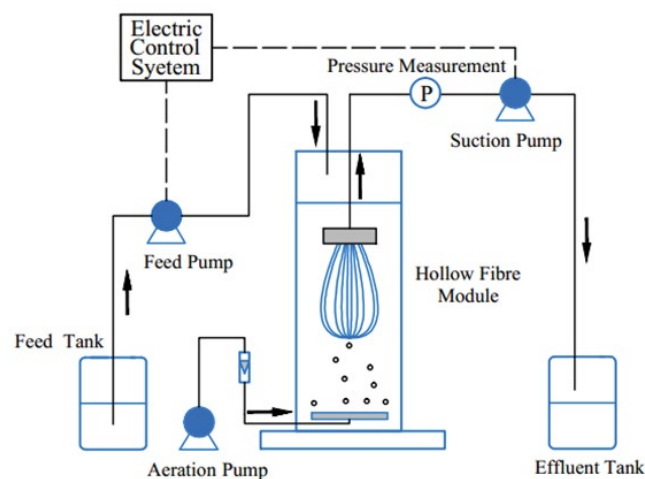 Electric
Control
Syetem
Pressure Measurement
P
Suction Pump
Feed Pump
Hollow Fibre
Module
Feed Tank
Aeration Pump
Effluent Tank